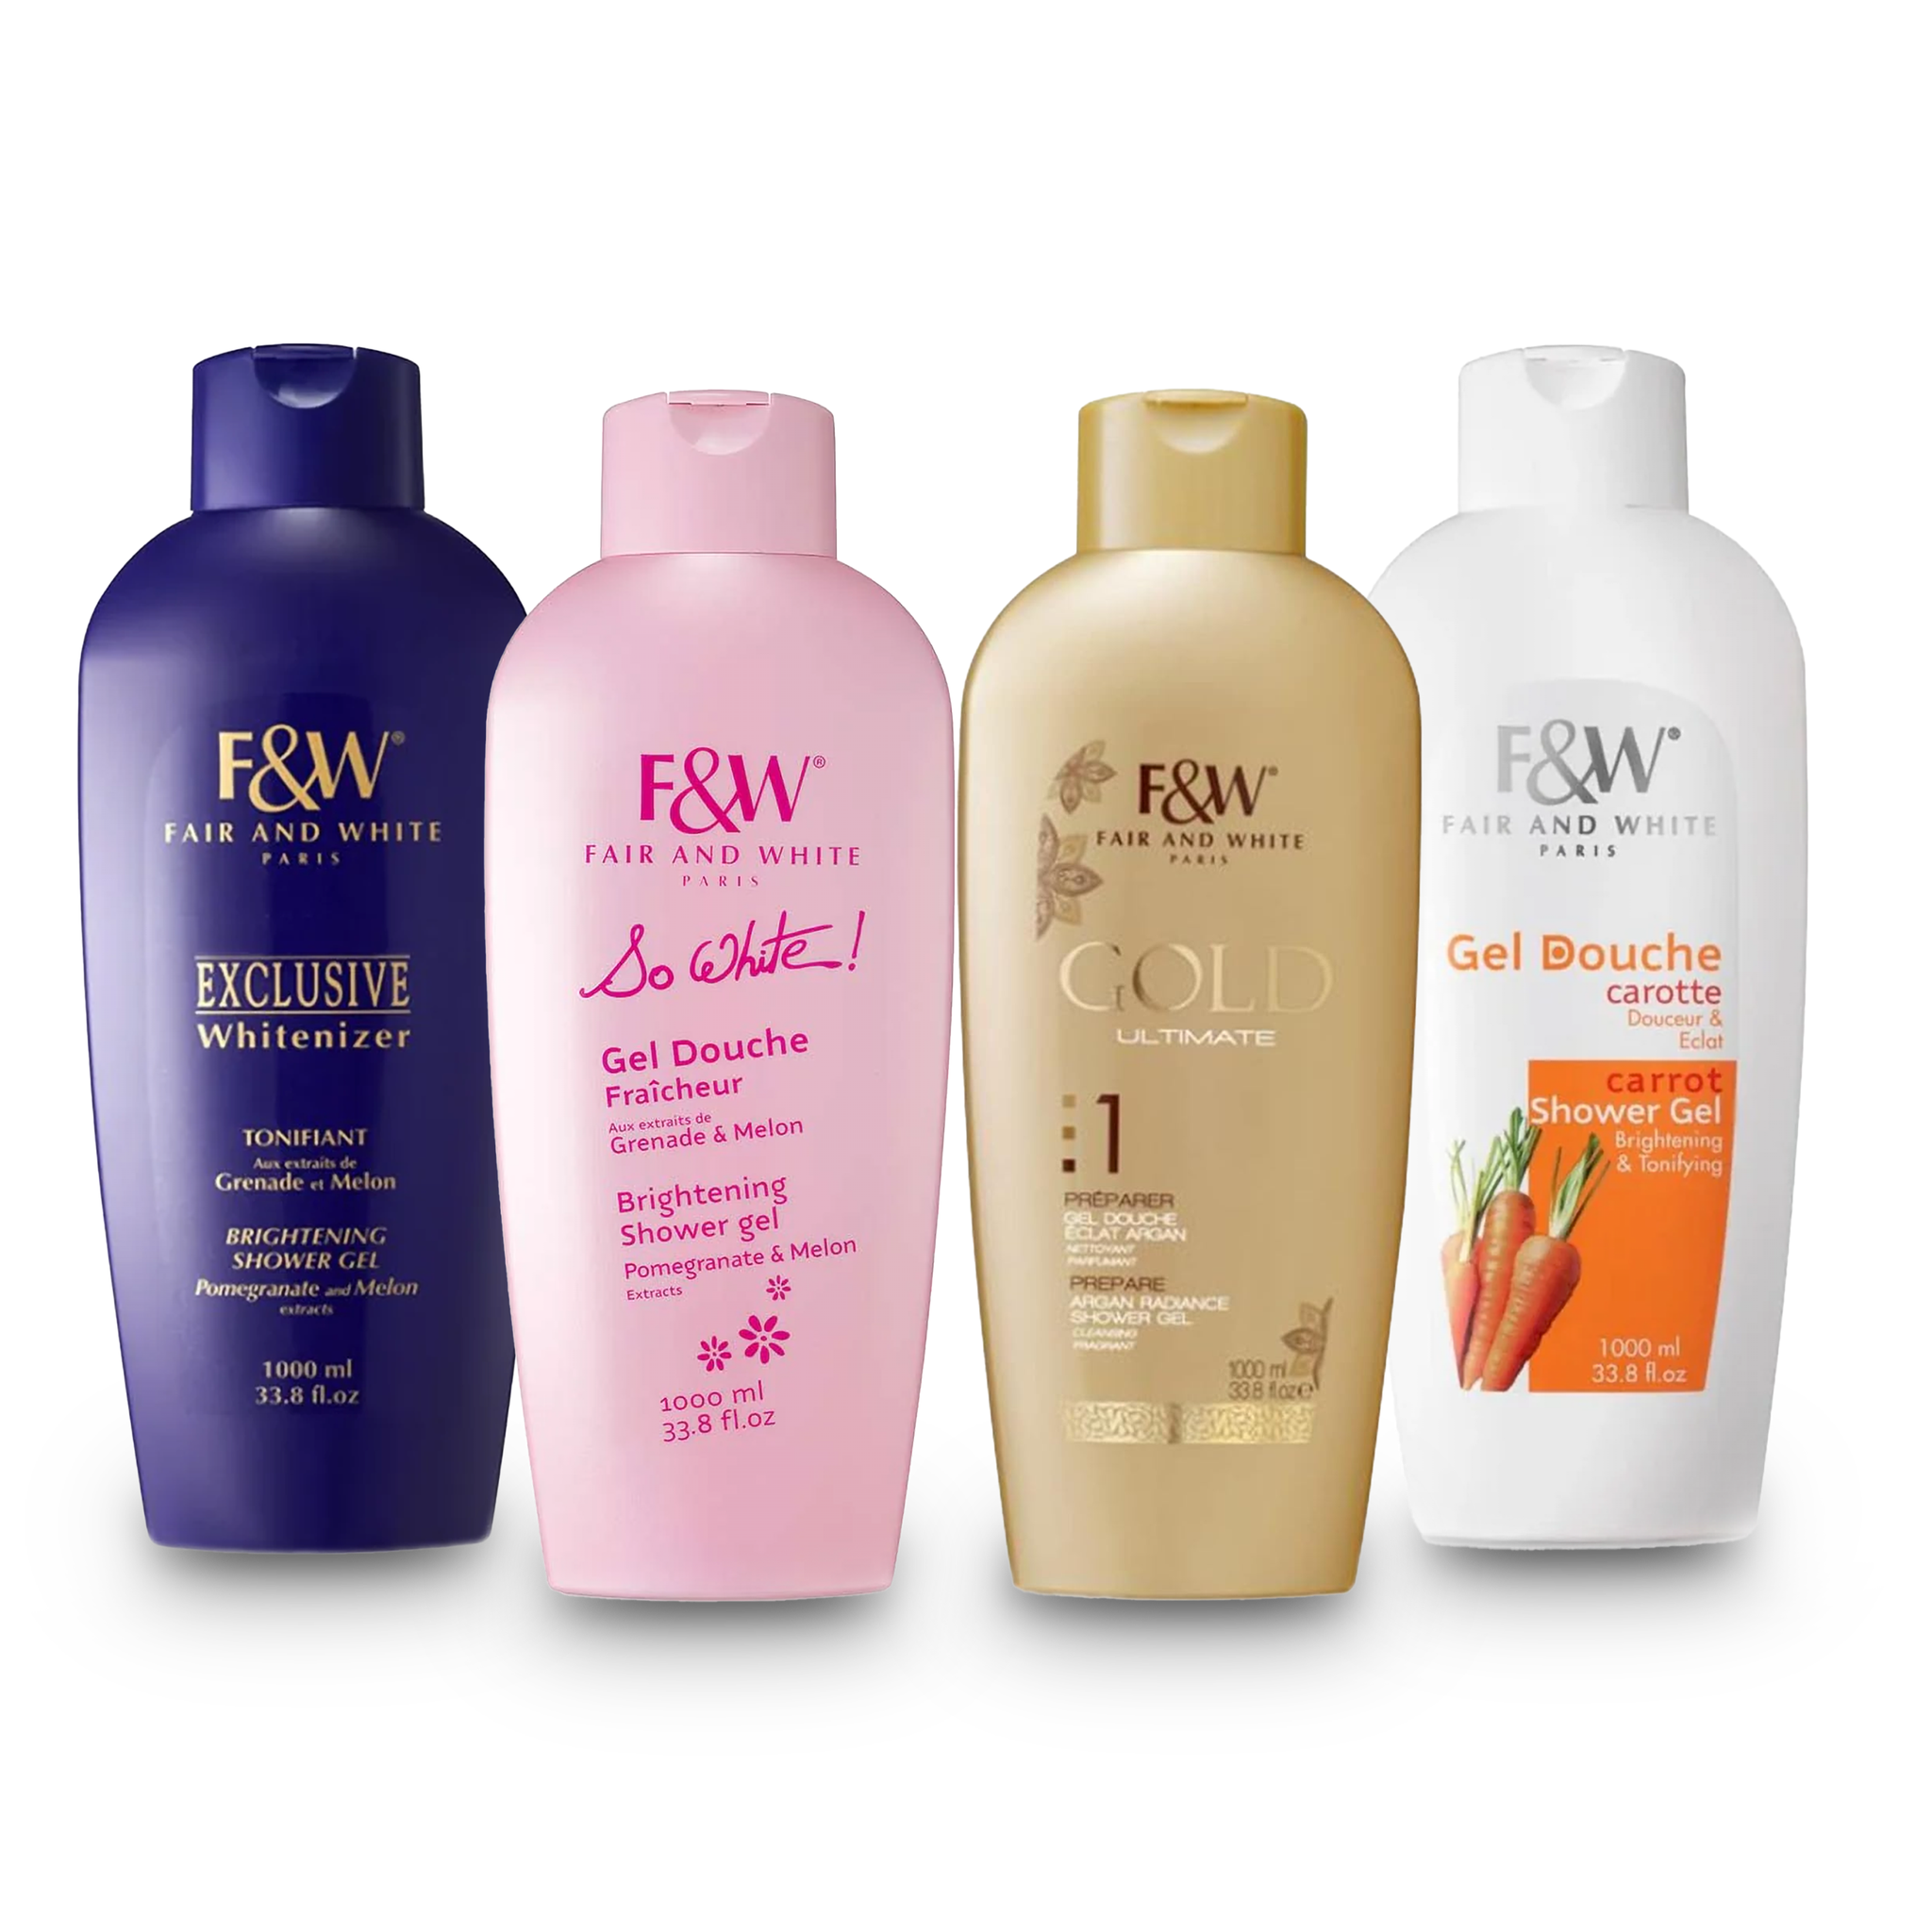 F&W®
FAIR AND WHITE
PARIS
EXCLUSIVE
Whitenizer
TONIFIANT
Aux extraits de
Grenade et Melon
BRIGHTENING
SHOWER GEL
Pomegranate and Melon
extracts
1000 ml
33.8 fl.oz
F&W®
FAIR AND WHITE
PARIS
So White!
Gel Douche
Fraîcheur
Aux extraits de
Grenade & Melon
Brightening
Shower gel
Pomegranate & Melon
Extracts
1000 ml
33.8 fl.oz
F&W®
FAIR AND WHITE
PARIS
GOLD
ULTIMATE
1
PRÉPARER
GEL DOUCHE
ÉCLAT ARGAN
NETTOYANT
PARFUMANT
PREPARE
ARGAN RADIANCE
SHOWER GEL
CLEANSING
FRAGRANT
1000 ml
33.8 fl.oz e
F&W®
FAIR AND WHITE
PARIS
Gel Douche
carotte
Douceur &
Eclat
carrot
Shower Gel
Brightening
& Tonifying
1000 ml
33.8 fl.oz